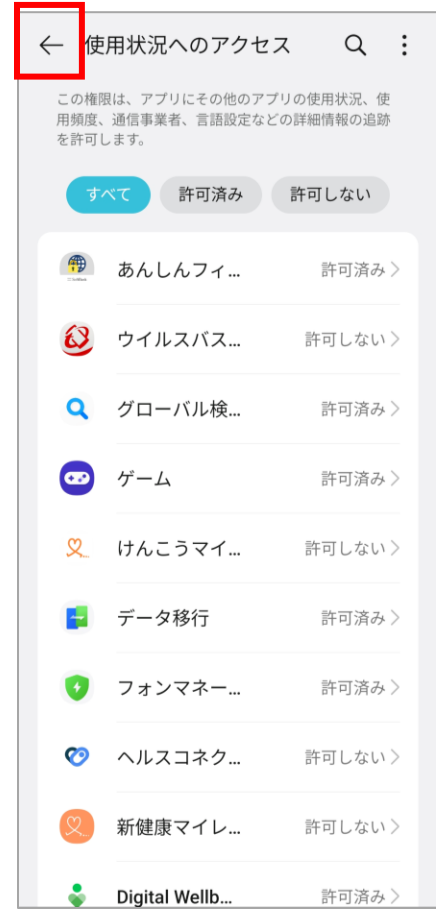 使用状況へのアクセス
この権限は、アプリにその他のアプリの使用状況、使
用頻度、通信事業者、言語設定などの詳細情報の追跡
を許可します。
すべて 許可済み 許可しない
あんしんフィ... 許可済み
ウイルスバス... 許可しない
グローバル検... 許可済み
ゲーム 許可済み
けんこうマイ... 許可しない
データ移行 許可済み
フォンマネー... 許可済み
ヘルスコネク... 許可しない
新健康マイレ... 許可しない
Digital Wellb... 許可済み